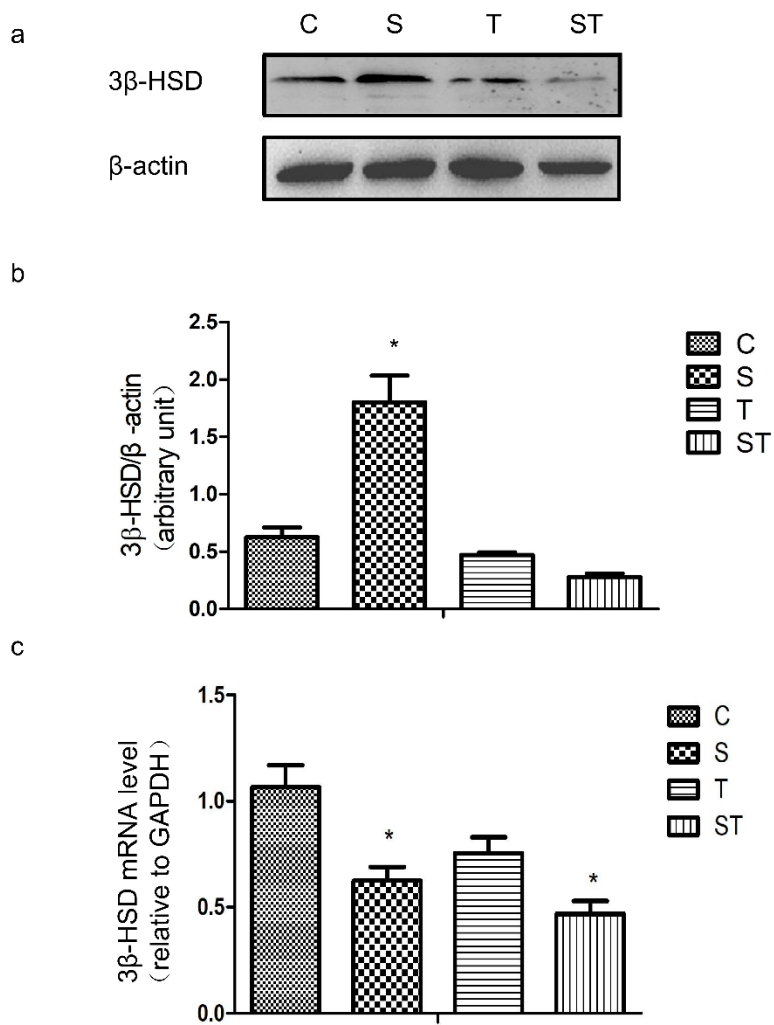 a
C S T ST
3β-HSD
β-actin
b
3β-HSD/β -actin
(arbitrary unit)
2.5
2.0
1.5
1.0
0.5
0.0
*
C
S
T
ST
c
3β-HSD mRNA level
(relative to GAPDH)
1.5
1.0
0.5
0.0
*
*
C
S
T
ST